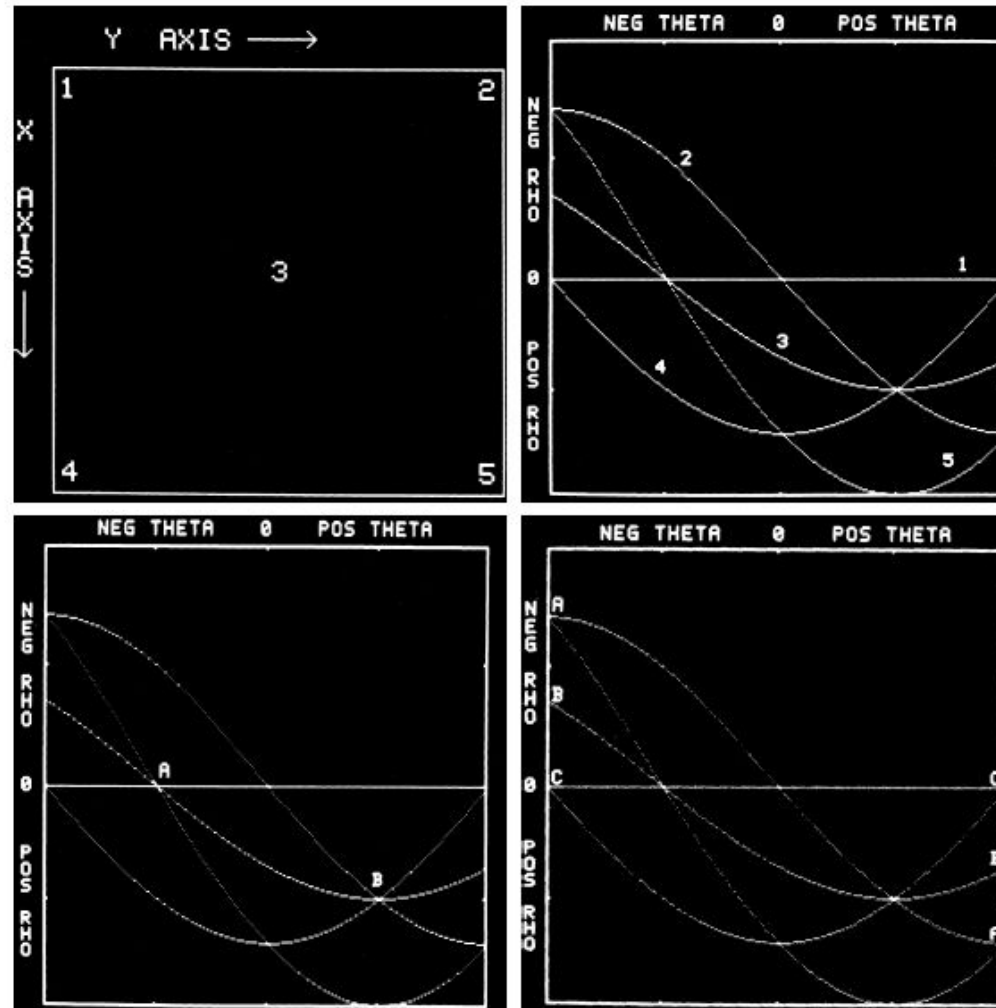 Y AXIS
X AXIS
1
2
3
4
5
NEG THETA 0 POS THETA
NEG RHO
0
POS RHO
2
1
3
4
5
NEG THETA 0 POS THETA
NEG RHO
0
POS RHO
A
B
NEG THETA 0 POS THETA
NEG RHO
0
POS RHO
A
B
C
C
A